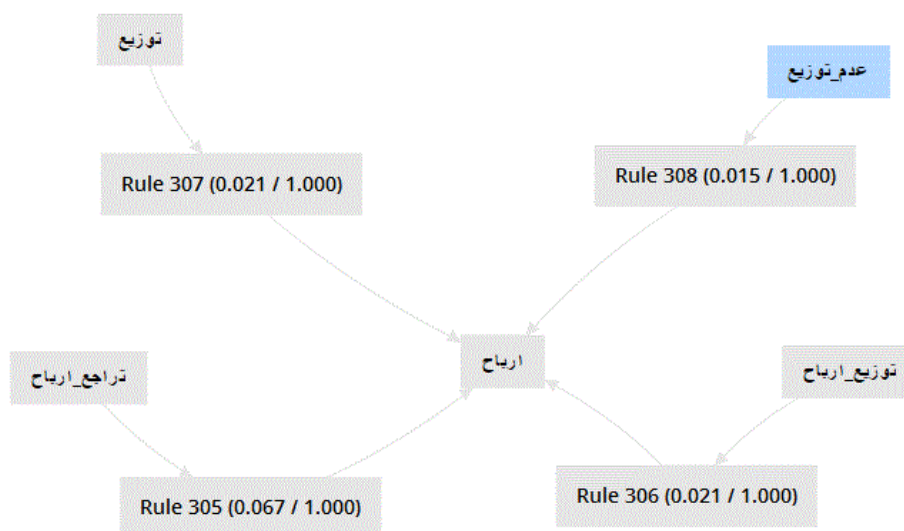 توزيع
عدم_توزيع
Rule 307 (0.021 / 1.000)
Rule 308 (0.015 / 1.000)
ارباح
تراجع_ارباح
توزيع_ارباح
Rule 305 (0.067 / 1.000)
Rule 306 (0.021 / 1.000)